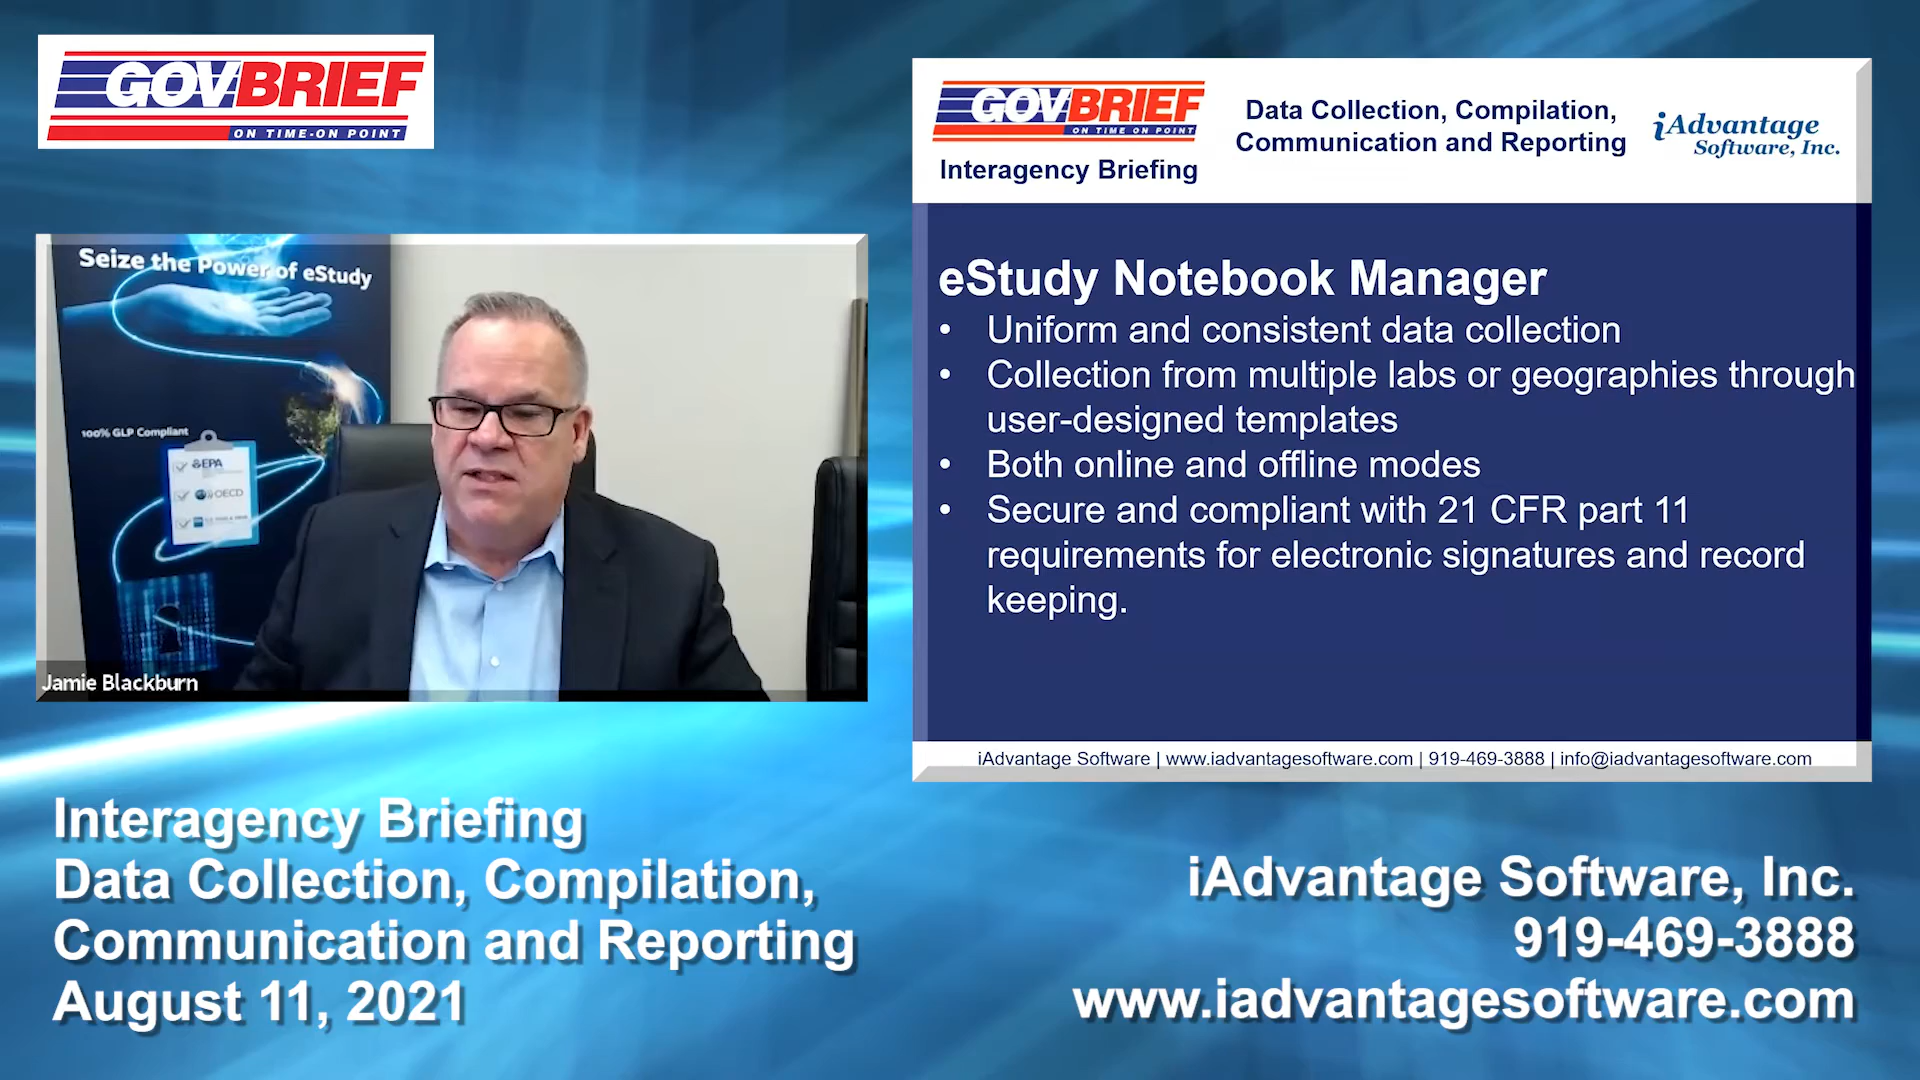 GOVBRIEF
ON TIME-ON POINT
Seize the Power of eStudy
100% GLP Compliant
EPA
OECD
Jamie Blackburn
GOVBRIEF
ON TIME-ON POINT
Interagency Briefing
Data Collection, Compilation,
Communication and Reporting
iAdvantage
Software, Inc.
eStudy Notebook Manager
• Uniform and consistent data collection
• Collection from multiple labs or geographies through
user-designed templates
• Both online and offline modes
• Secure and compliant with 21 CFR part 11
requirements for electronic signatures and record
keeping.
iAdvantage Software | www.iadvantagesoftware.com | 919-469-3888 | info@iadvantagesoftware.com
Interagency Briefing
Data Collection, Compilation,
Communication and Reporting
August 11, 2021
iAdvantage Software, Inc.
919-469-3888
www.iadvantagesoftware.com